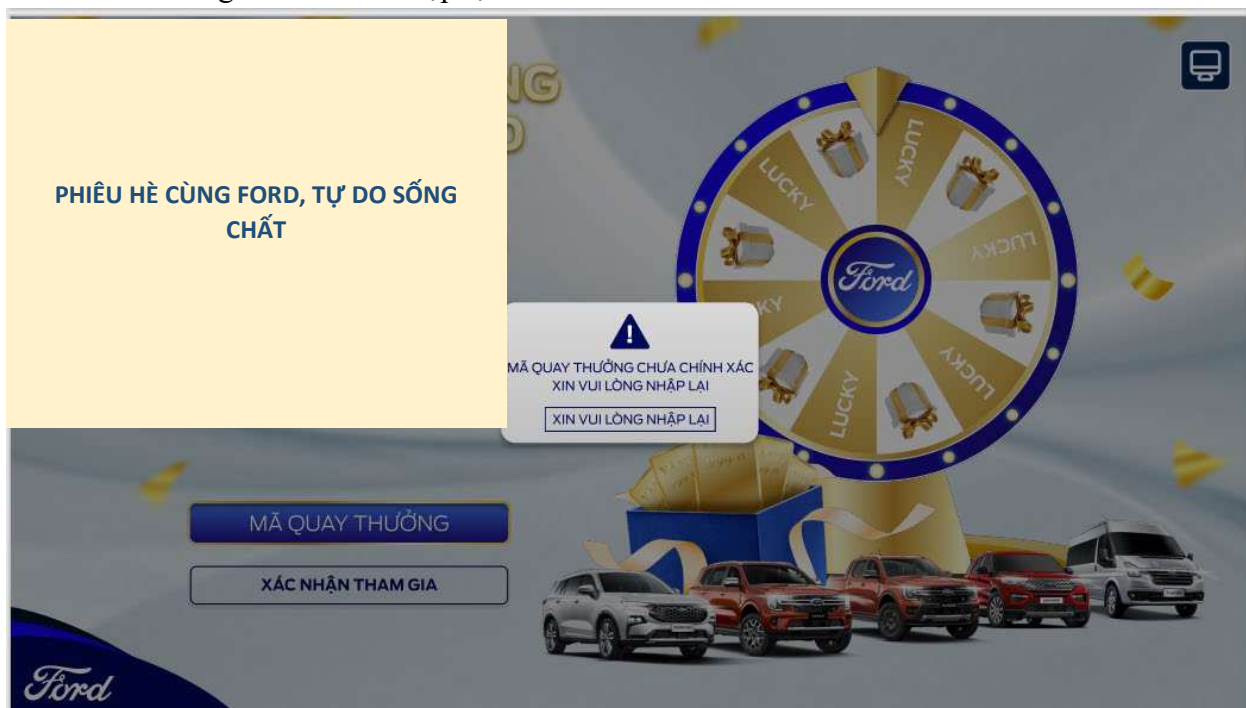 PHIÊU HÈ CÙNG FORD, TỰ DO SỐNG
CHẤT
NG
LUCKY
LUCKY
LUCKY
Ford
KY
LUCKY
LUCKY
MÃ QUAY THƯỞNG CHƯA CHÍNH XÁC
XIN VUI LÒNG NHẬP LẠI
XIN VUI LÒNG NHẬP LẠI
MÃ QUAY THƯỞNG
XÁC NHẬN THAM GIA
Ford